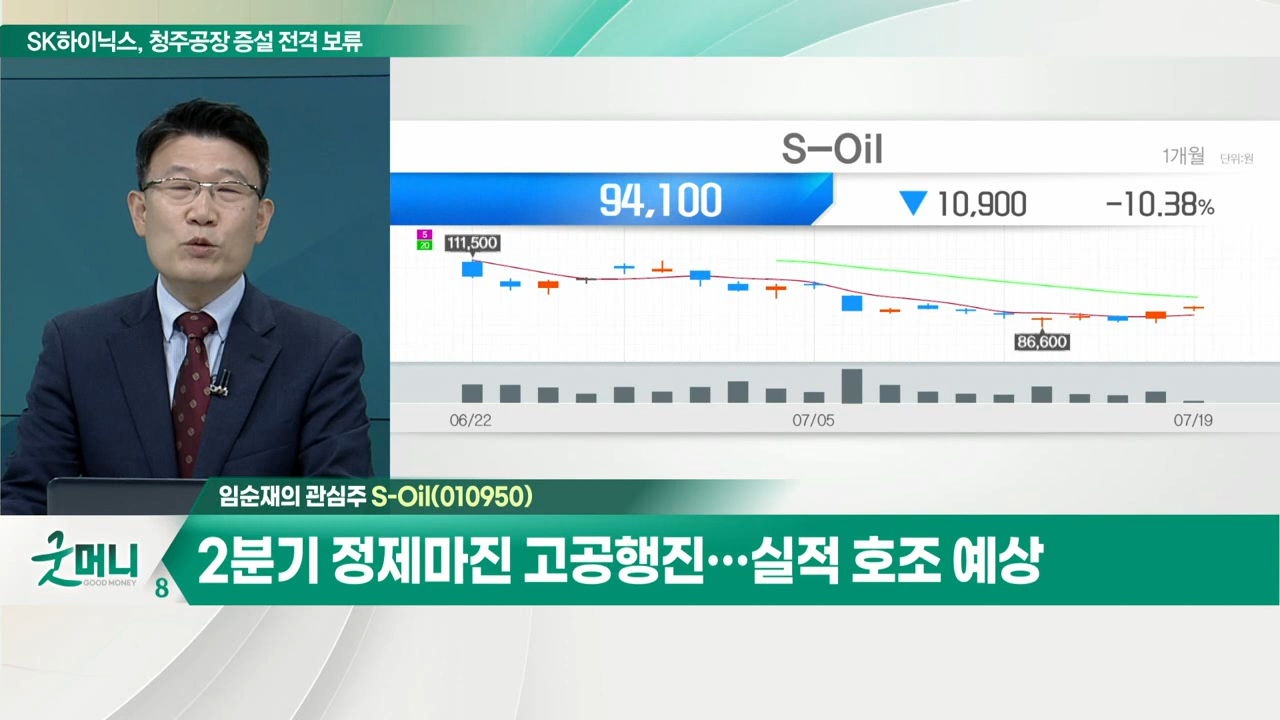 SK하이닉스, 청주공장 증설 전격 보류
S-Oil
1개월 단위:원
94,100 ▼ 10,900 -10.38%
5
20
111,500
86,600
06/22 07/05 07/19
임순재의 관심주 S-Oil(010950)
굿머니
GOOD MONEY
8
2분기 정제마진 고공행진…실적 호조 예상